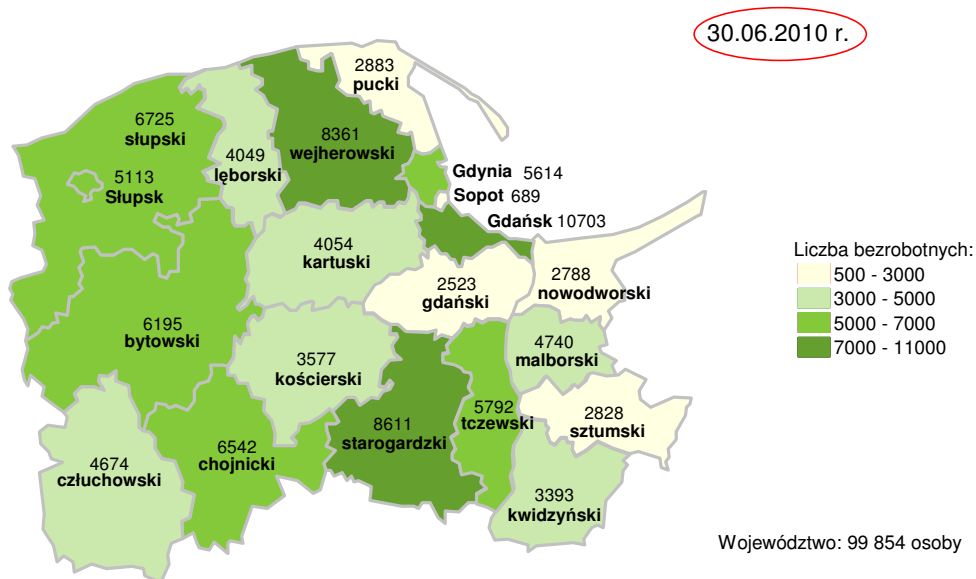 30.06.2010 r.
2883
pucki
6725
słupski
8361
wejherowski
4049
lęborski
5113
Słupsk
Gdynia 5614
Sopot 689
Gdańsk 10703
4054
kartuski
2523
gdański
2788
nowodworski
Liczba bezrobotnych:
500 - 3000
3000 - 5000
5000 - 7000
7000 - 11000
6195
bytowski
3577
kościerski
4740
malborski
5792
tczewski
2828
sztumski
8611
starogardzki
6542
chojnicki
4674
człuchowski
3393
kwidzyński
Województwo: 99 854 osoby